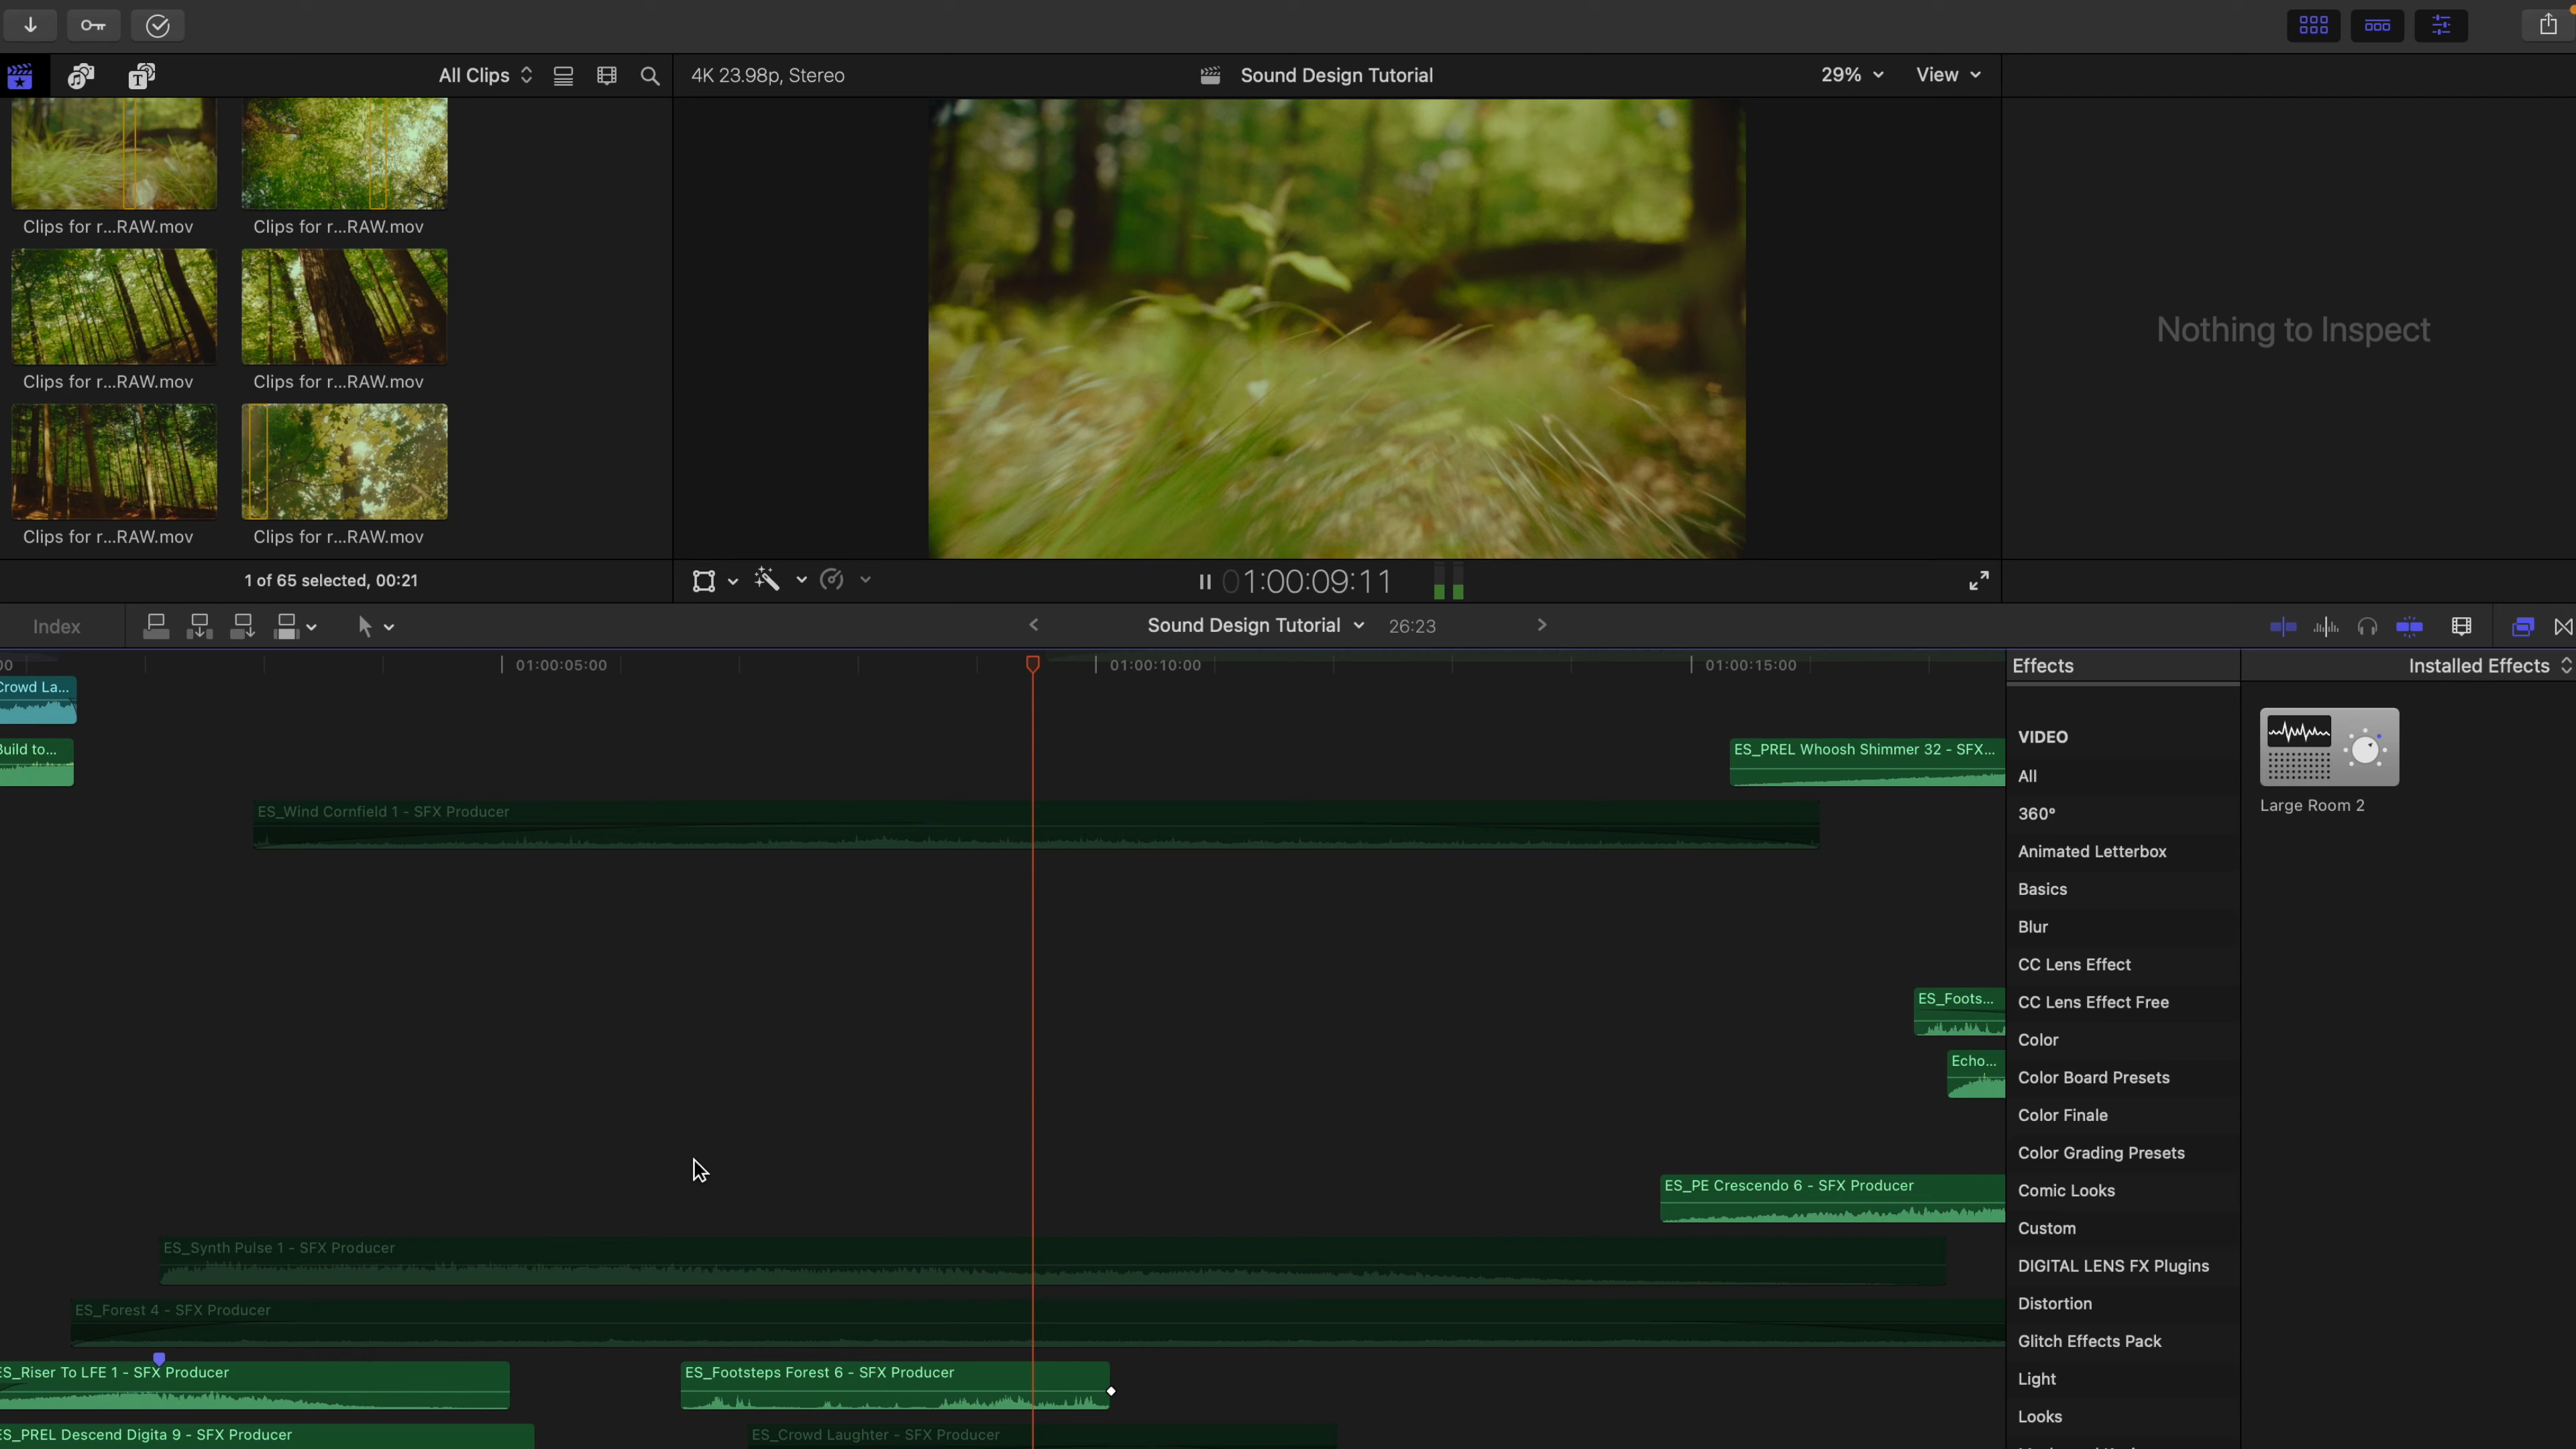 All Clips
4K 23.98p, Stereo
Sound Design Tutorial
29%
View
Clips for r...RAW.mov
Clips for r...RAW.mov
Clips for r...RAW.mov
Clips for r...RAW.mov
Clips for r...RAW.mov
Clips for r...RAW.mov
Nothing to Inspect
1 of 65 selected, 00:21
01:00:09:11
Index
Sound Design Tutorial
26:23
00
01:00:05:00
01:00:10:00
01:00:15:00
Effects
Installed Effects
Crowd La...
Build to...
ES_PREL Whoosh Shimmer 32 - SFX...
ES_Wind Cornfield 1 - SFX Producer
ES_Foots...
Echo...
ES_PE Crescendo 6 - SFX Producer
ES_Synth Pulse 1 - SFX Producer
ES_Forest 4 - SFX Producer
ES_Riser To LFE 1 - SFX Producer
ES_Footsteps Forest 6 - SFX Producer
ES_PREL Descend Digita 9 - SFX Producer
ES_Crowd Laughter - SFX Producer
VIDEO
All
360°
Animated Letterbox
Basics
Blur
CC Lens Effect
CC Lens Effect Free
Color
Color Board Presets
Color Finale
Color Grading Presets
Comic Looks
Custom
DIGITAL LENS FX Plugins
Distortion
Glitch Effects Pack
Light
Looks
Large Room 2